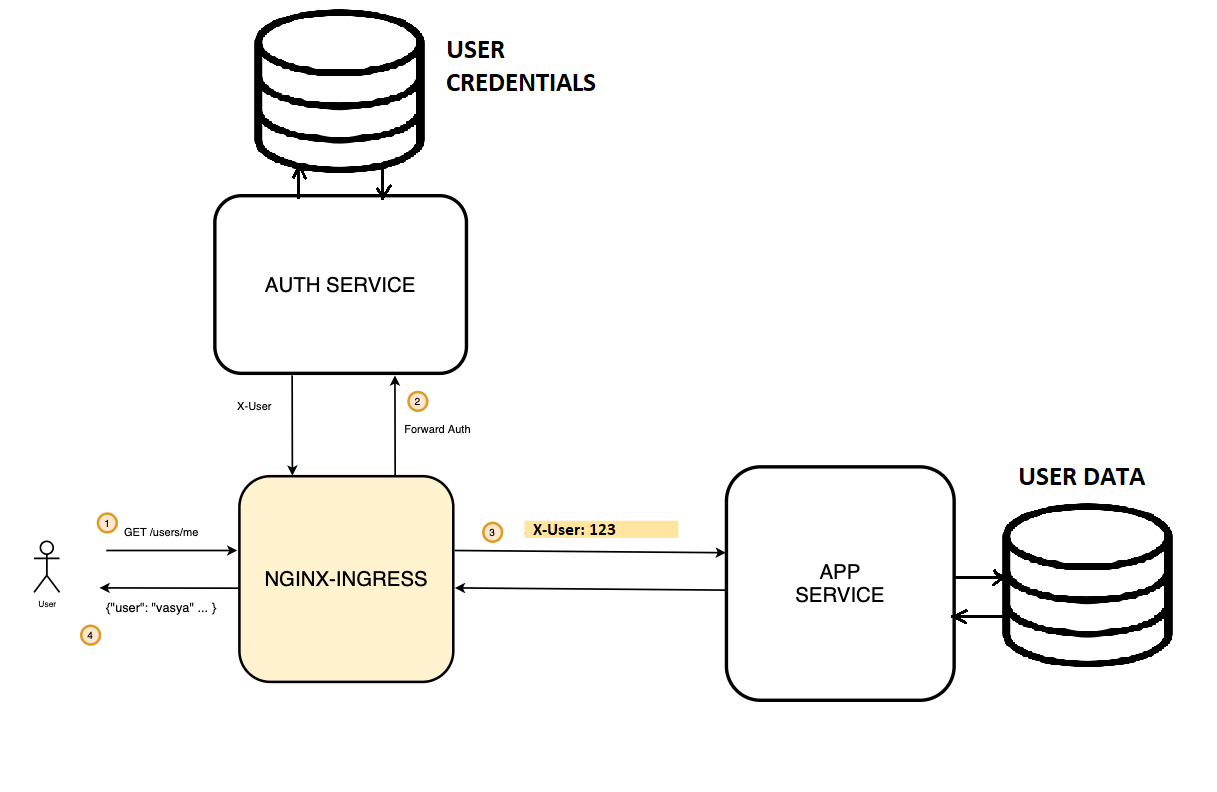 USER
CREDENTIALS
AUTH SERVICE
X-User
2
Forward Auth
USER DATA
1
GET /users/me
3
X-User: 123
NGINX-INGRESS
APP
SERVICE
User
{"user": "vasya" ... }
4